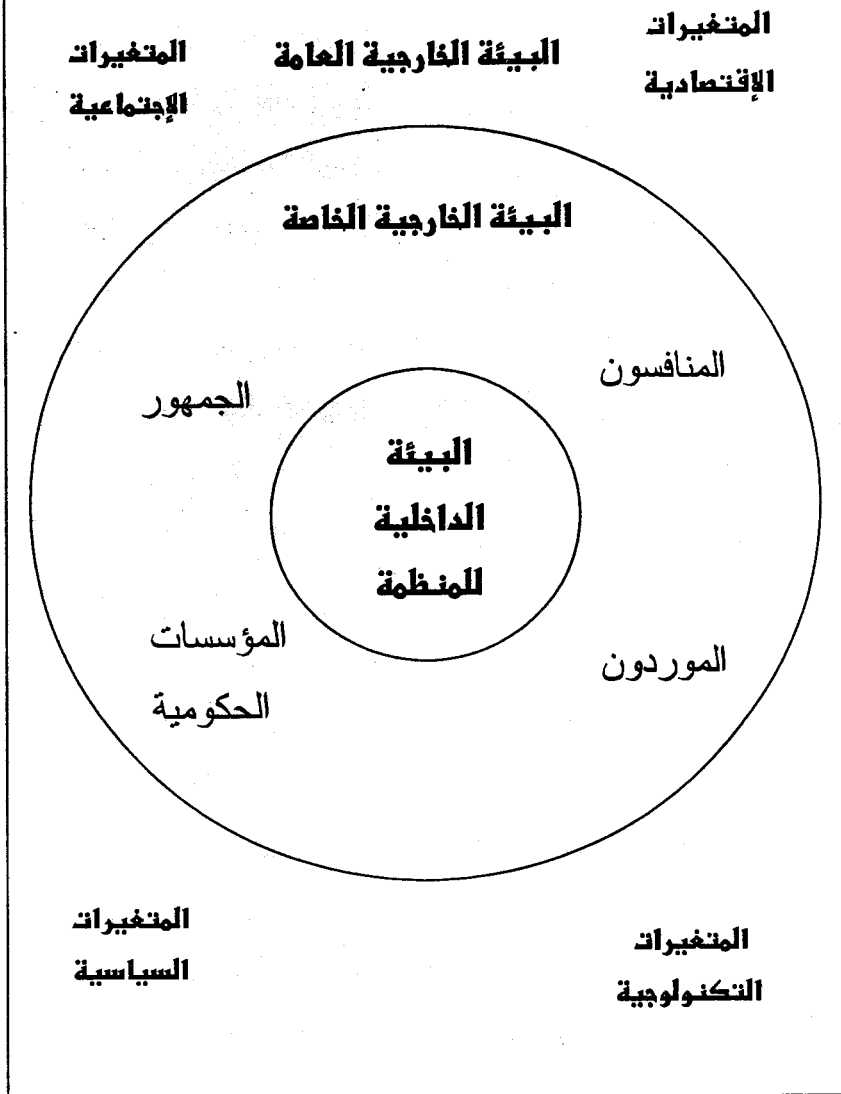 المتغيرات
الإقتصادية
البيئة الخارجية العامة
المتغيرات
الإجتماعية
البيئة الخارجية الخاصة
المنافسون
الجمهور
البيئة
الداخلية
للمنظمة
الموردون
المؤسسات
الحكومية
المتغيرات
التكنولوجية
المتغيرات
السياسية